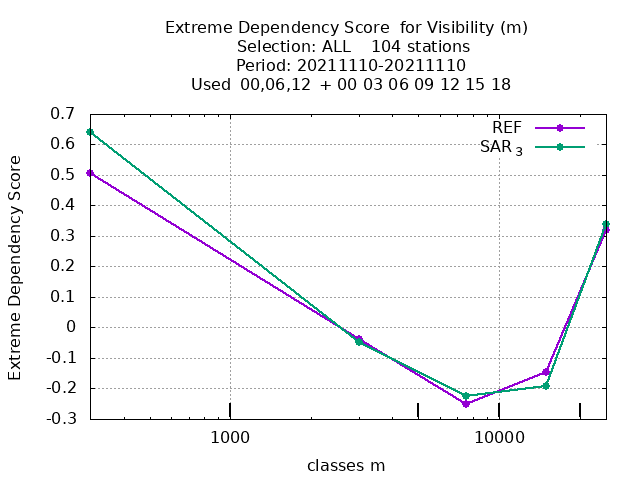 Extreme Dependency Score  for Visibility (m)
Selection: ALL    104 stations
Period: 20211110-20211110
Used  00,06,12  + 00 03 06 09 12 15 18
REF
SAR 3
0.7
0.6
0.5
0.4
0.3
0.2
0.1
0
-0.1
-0.2
-0.3
Extreme Dependency Score
1000
10000
classes m